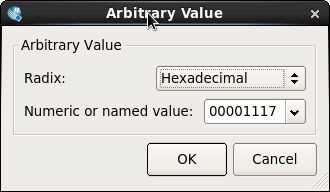 Arbitrary Value
Arbitrary Value
Radix: Hexadecimal
Numeric or named value: 00001117
OK Cancel